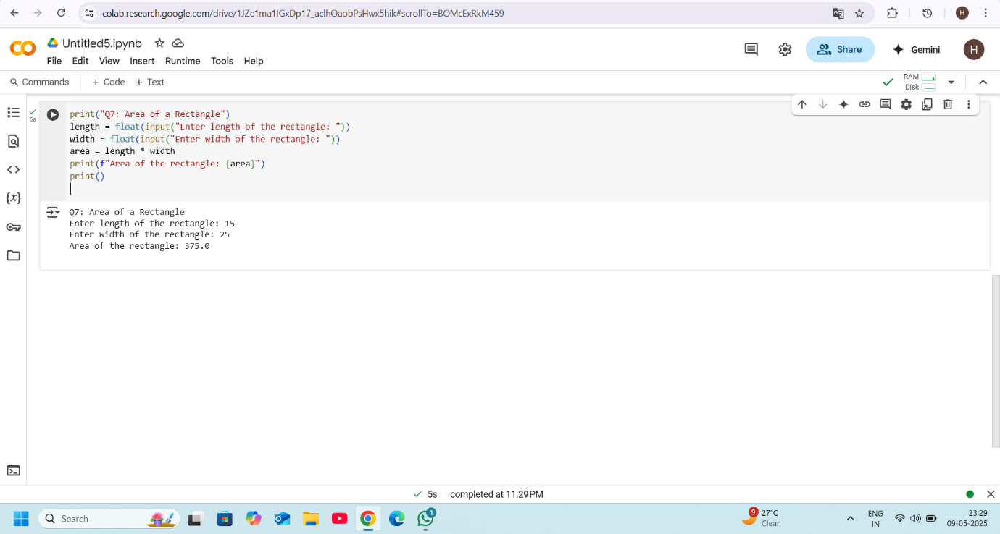 colab.research.google.com/drive/1JZc1ma1IGxDp17_aclhQaobPsHwx5hik#scrollTo=BOMcExRkM459
H
Untitled5.ipynb
File Edit View Insert Runtime Tools Help
Share
Gemini
H
Commands
+ Code + Text
RAM
Disk
5s
print("Q7: Area of a Rectangle")
length = float(input("Enter length of the rectangle: "))
width = float(input("Enter width of the rectangle: "))
area = length * width
print(f"Area of the rectangle: {area}")
print()
{x}
Q7: Area of a Rectangle
Enter length of the rectangle: 15
Enter width of the rectangle: 25
Area of the rectangle: 375.0
5s completed at 11:29 PM
Search
1
9
27°C
Clear
ENG
IN
23:29
09-05-2025